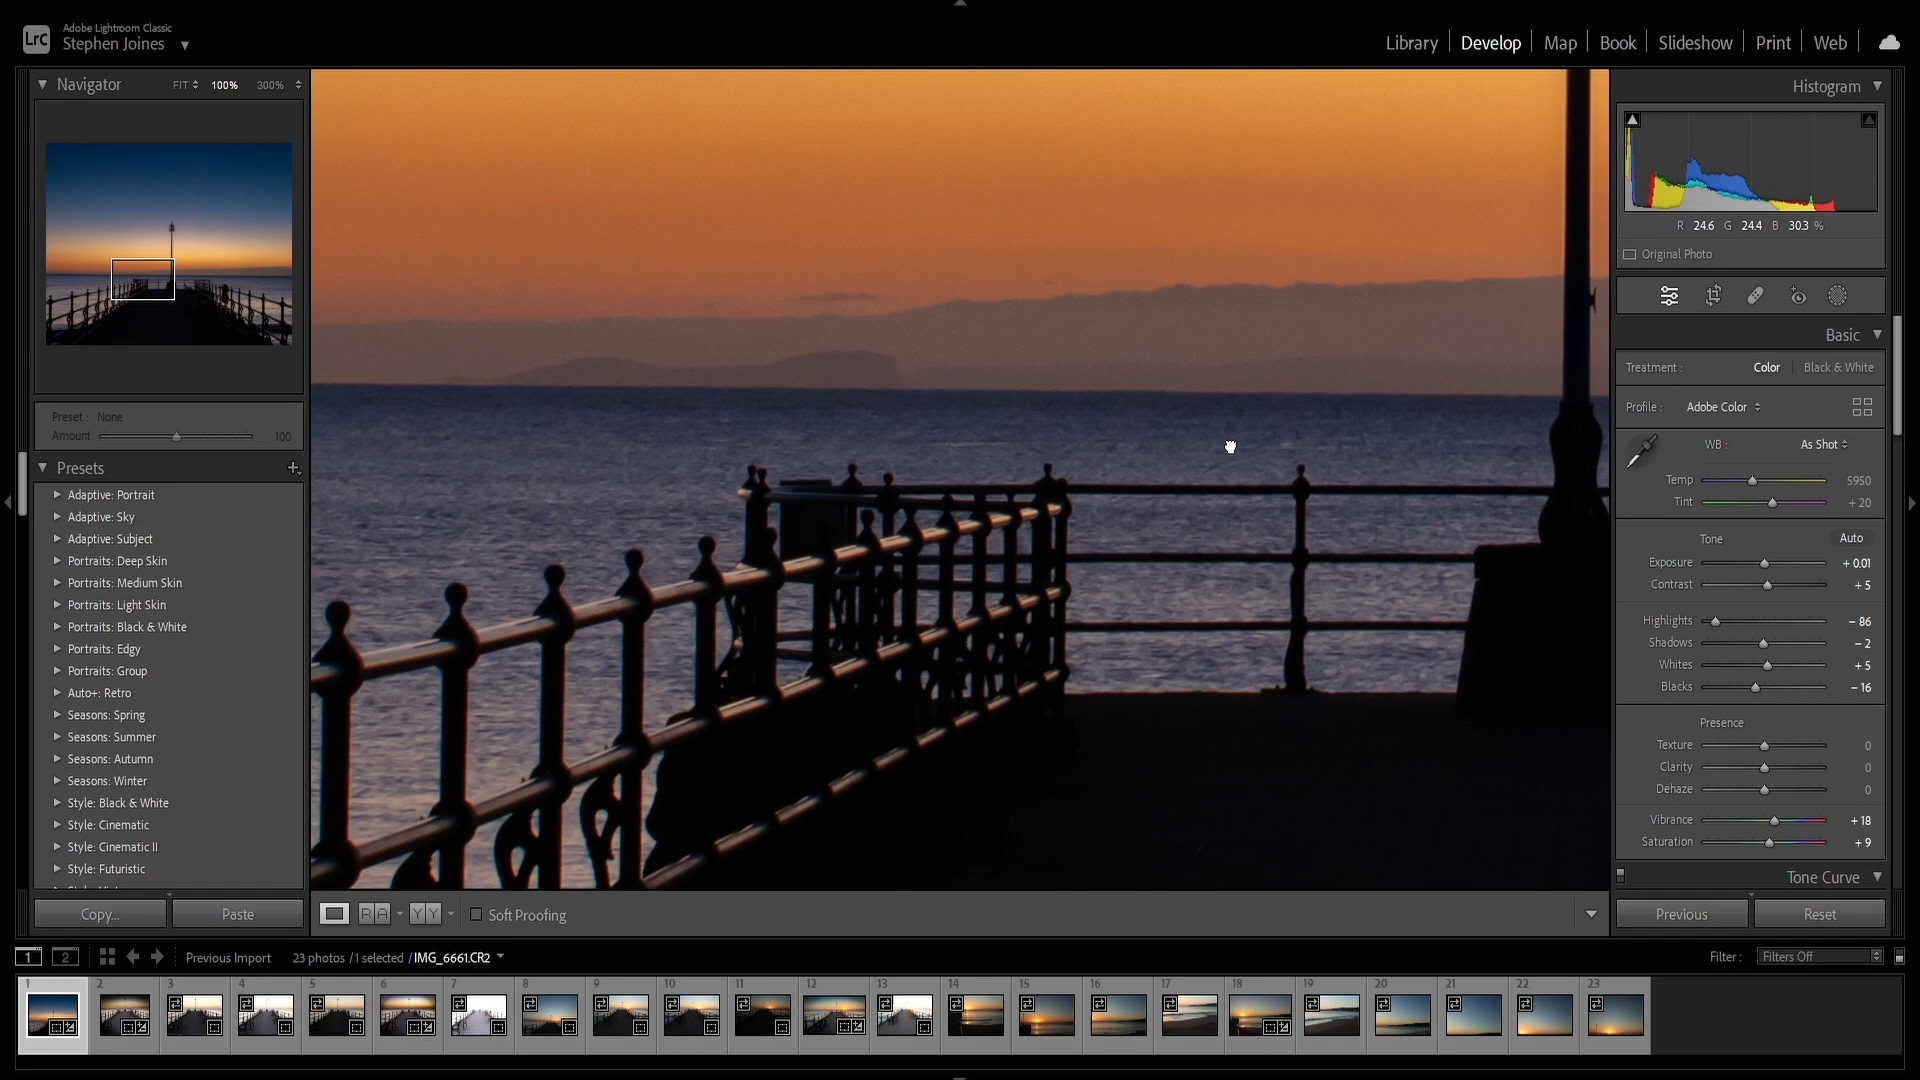 Adobe Lightroom Classic
LrC
Stephen Joines
Library
Develop
Map
Book
Slideshow
Print
Web
Navigator
FIT
100%
300%
Preset : None
Amount 100
Presets
Adaptive: Portrait
Adaptive: Sky
Adaptive: Subject
Portraits: Deep Skin
Portraits: Medium Skin
Portraits: Light Skin
Portraits: Black & White
Portraits: Edgy
Portraits: Group
Auto+: Retro
Seasons: Spring
Seasons: Summer
Seasons: Autumn
Seasons: Winter
Style: Black & White
Style: Cinematic
Style: Cinematic II
Style: Futuristic
Copy...
Paste
R A
Y Y
Soft Proofing
Histogram
R 24.6 G 24.4 B 30.3 %
Original Photo
Basic
Treatment : Color Black & White
Profile : Adobe Color
WB : As Shot
Temp 5950
Tint + 20
Tone Auto
Exposure + 0.01
Contrast + 5
Highlights – 86
Shadows – 2
Whites + 5
Blacks – 16
Presence
Texture 0
Clarity 0
Dehaze 0
Vibrance + 18
Saturation + 9
Tone Curve
Previous
Reset
1
2
Previous Import
23 photos / 1 selected / IMG_6661.CR2
Filter : Filters Off
1 2 3 4 5 6 7 8 9 10 11 12 13 14 15 16 17 18 19 20 21 22 23